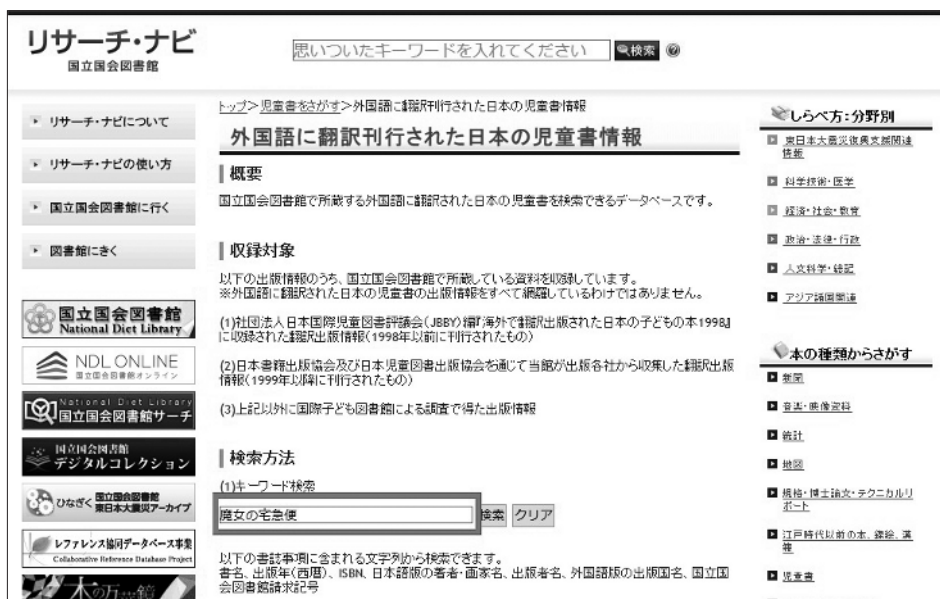 リサーチ・ナビ
国立国会図書館
思いついたキーワードを入れてください
検索
リサーチ・ナビについて
リサーチ・ナビの使い方
国立国会図書館に行く
図書館にきく
国立国会図書館
National Diet Library
NDL ONLINE
国立国会図書館オンライン
National Diet Library
国立国会図書館サーチ
国立国会図書館
デジタルコレクション
ひなぎく 国立国会図書館
東日本大震災アーカイブ
レファレンス協同データベース事業
Collaborative Reference Database Project
トップ>児童書をさがす>外国語に翻訳刊行された日本の児童書情報
外国語に翻訳刊行された日本の児童書情報
概要
国立国会図書館で所蔵する外国語に翻訳された日本の児童書を検索できるデータベースです。
収録対象
以下の出版情報のうち、国立国会図書館で所蔵している資料を収録しています。
※外国語に翻訳された日本の児童書の出版情報をすべて網羅しているわけではありません。
(1)社団法人日本国際児童図書評議会(JBBY)編『海外で翻訳出版された日本の子どもの本1998』
に収録された翻訳出版情報(1998年以前に刊行されたもの)
(2)日本書籍出版協会及び日本児童図書出版協会を通じて当館が出版各社から収集した翻訳出版
情報(1999年以降に刊行されたもの)
(3)上記以外に国際子ども図書館による調査で得た出版情報
検索方法
(1)キーワード検索
魔女の宅急便
検索 クリア
以下の書誌事項に含まれる文字列から検索できます。
書名、出版年(西暦)、ISBN、日本語版の著者・画家名、出版者名、外国語版の出版国名、国立国
会図書館請求記号
しらべ方:分野別
東日本大震災復興支援関連
情報
科学技術・医学
経済・社会・教育
政治・法律・行政
人文科学・総記
アジア諸国関連
本の種類からさがす
新聞
音楽・映像資料
統計
地図
規格・博士論文・テクニカルリ
ポート
江戸時代以前の本、錦絵、漢
籍
児童書